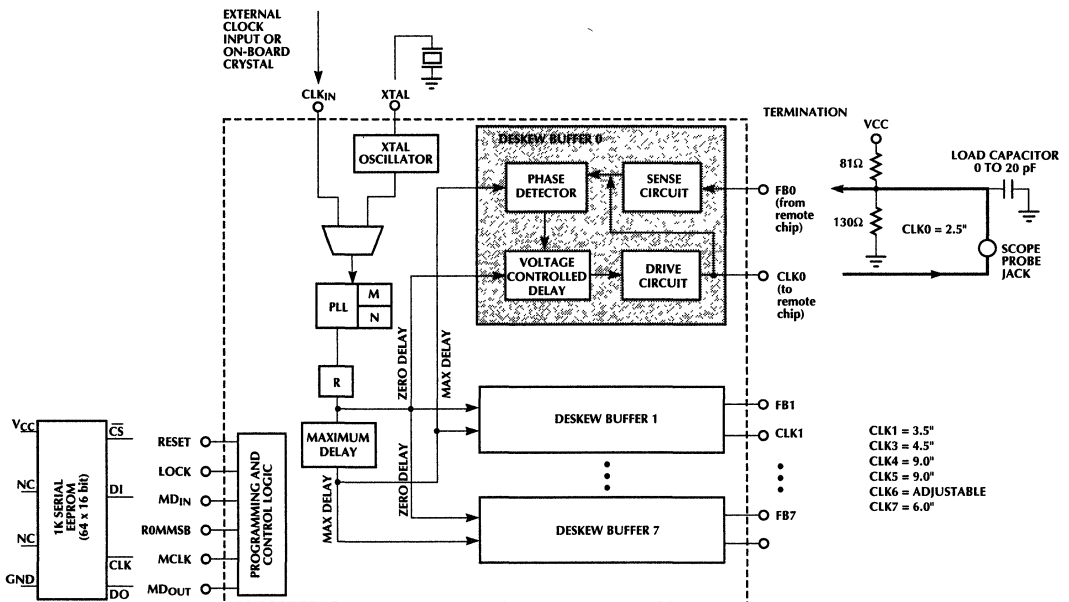 EXTERNAL
CLOCK
INPUT OR
ON-BOARD
CRYSTAL
CLKIN
XTAL
XTAL
OSCILLATOR
PLL
M
N
R
MAXIMUM
DELAY
ZERO DELAY
MAX DELAY
ZERO DELAY
MAX DELAY
DESKEW BUFFER 0
PHASE
DETECTOR
SENSE
CIRCUIT
VOLTAGE
CONTROLLED
DELAY
DRIVE
CIRCUIT
DESKEW BUFFER 1
DESKEW BUFFER 7
FB0
(from
remote
chip)
CLK0
(to
remote
chip)
FB1
CLK1
FB7
TERMINATION
VCC
81Ω
130Ω
LOAD CAPACITOR
0 TO 20 pF
CLK0 = 2.5"
SCOPE
PROBE
JACK
CLK1 = 3.5"
CLK3 = 4.5"
CLK4 = 9.0"
CLK5 = 9.0"
CLK6 = ADJUSTABLE
CLK7 = 6.0"
VCC
NC
NC
GND
1K SERIAL
EEPROM
(64 x 16 bit)
CS
DI
CLK
DO
RESET
LOCK
MDIN
R0MMSB
MCLK
MDOUT
PROGRAMMING AND
CONTROL LOGIC